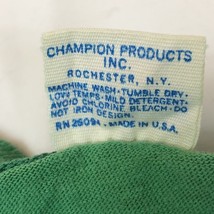 CHAMPION PRODUCTS
INC.
ROCHESTER, N.Y.
MACHINE WASH-TUMBLE DRY-
LOW TEMPS-MILD DETERGENT-
AVOID CHLORINE BLEACH-DO
NOT IRON DESIGN.
RN 26094-MADE IN U.S.A.